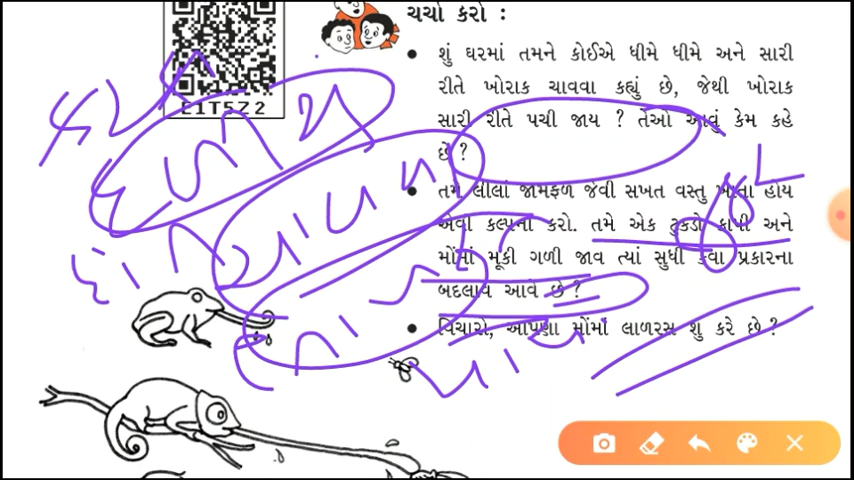 ચર્ચા કરો :
E1T5Z2
• શું ઘરમાં તમને કોઈએ ધીમે ધીમે અને સારી
રીતે ખોરાક ચાવવા કહ્યું છે, જેથી ખોરાક
સારી રીતે પચી જાય ? તેઓ આવું કેમ કહે
છે ?
• તમે લીલાં જામફળ જેવી સખત વસ્તુ ખાતા હોય
એવી કલ્પના કરો. તમે એક ટુકડો કાપી અને
મોંમાં મૂકી ગળી જાવ ત્યાં સુધી કેવા પ્રકારના
બદલાવ આવે છે ?
• વિચારો, આપણા મોંમાં લાળરસ શું કરે છે ?